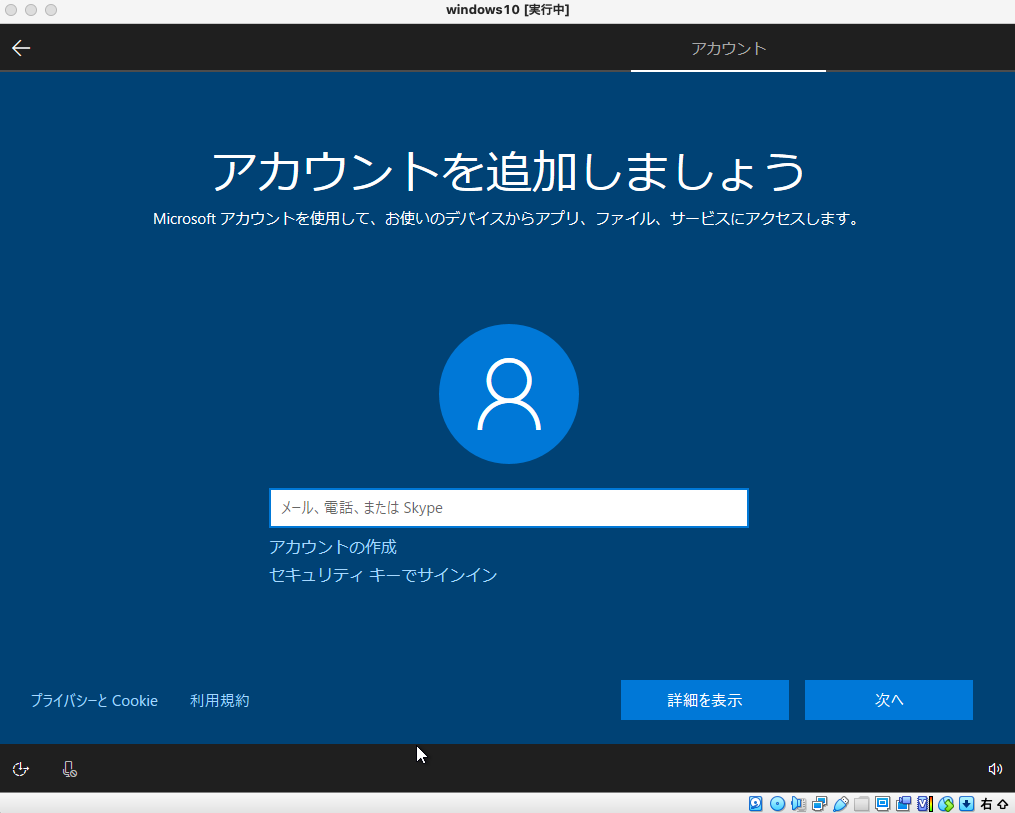 windows10 [実行中]
アカウント
アカウントを追加しましょう
Microsoft アカウントを使用して、お使いのデバイスからアプリ、ファイル、サービスにアクセスします。
メール、電話、または Skype
アカウントの作成
セキュリティ キーでサインイン
プライバシーと Cookie
利用規約
詳細を表示
次へ
右